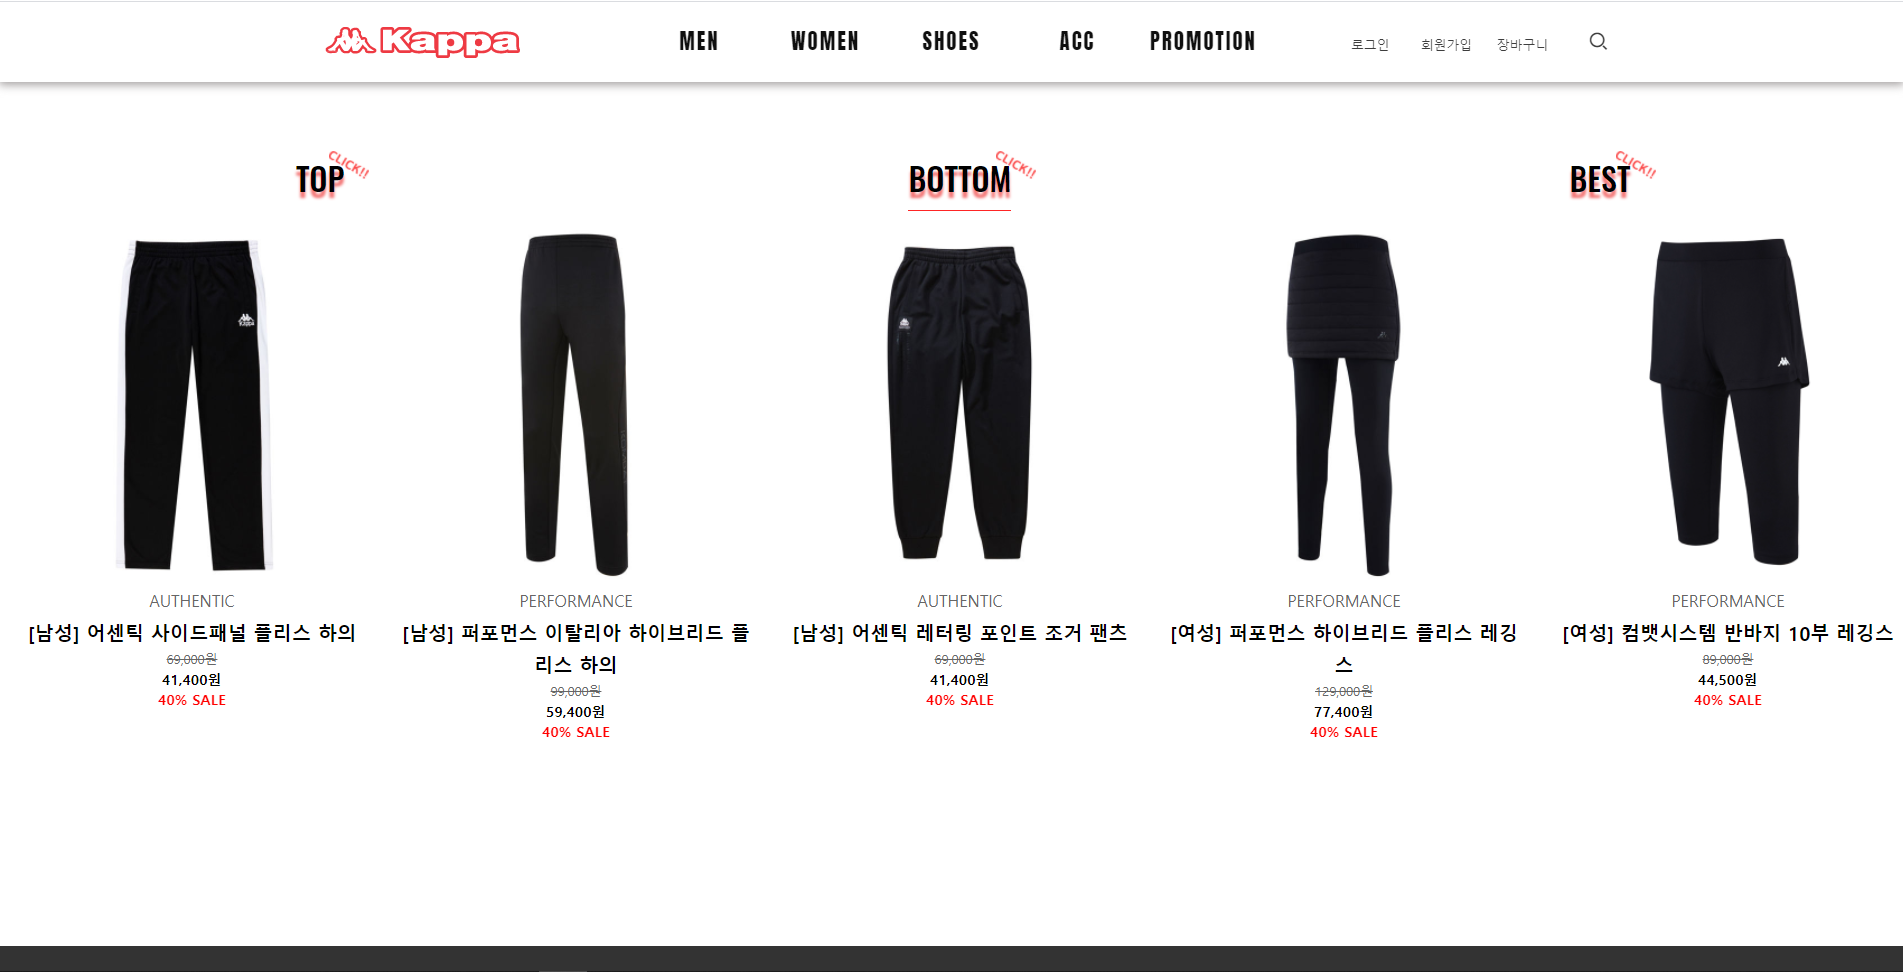 Kappa
MEN
WOMEN
SHOES
ACC
PROMOTION
로그인
회원가입
장바구니
TOP
CLICK!!
BOTTOM
CLICK!!
BEST
CLICK!!
Kappa
AUTHENTIC
[남성] 어센틱 사이드패널 플리스 하의
69,000원
41,400원
40% SALE
PERFORMANCE
[남성] 퍼포먼스 이탈리아 하이브리드 플
리스 하의
99,000원
59,400원
40% SALE
AUTHENTIC
[남성] 어센틱 레터링 포인트 조거 팬츠
69,000원
41,400원
40% SALE
PERFORMANCE
[여성] 퍼포먼스 하이브리드 플리스 레깅
스
129,000원
77,400원
40% SALE
PERFORMANCE
[여성] 컴뱃시스템 반바지 10부 레깅스
89,000원
44,500원
40% SALE